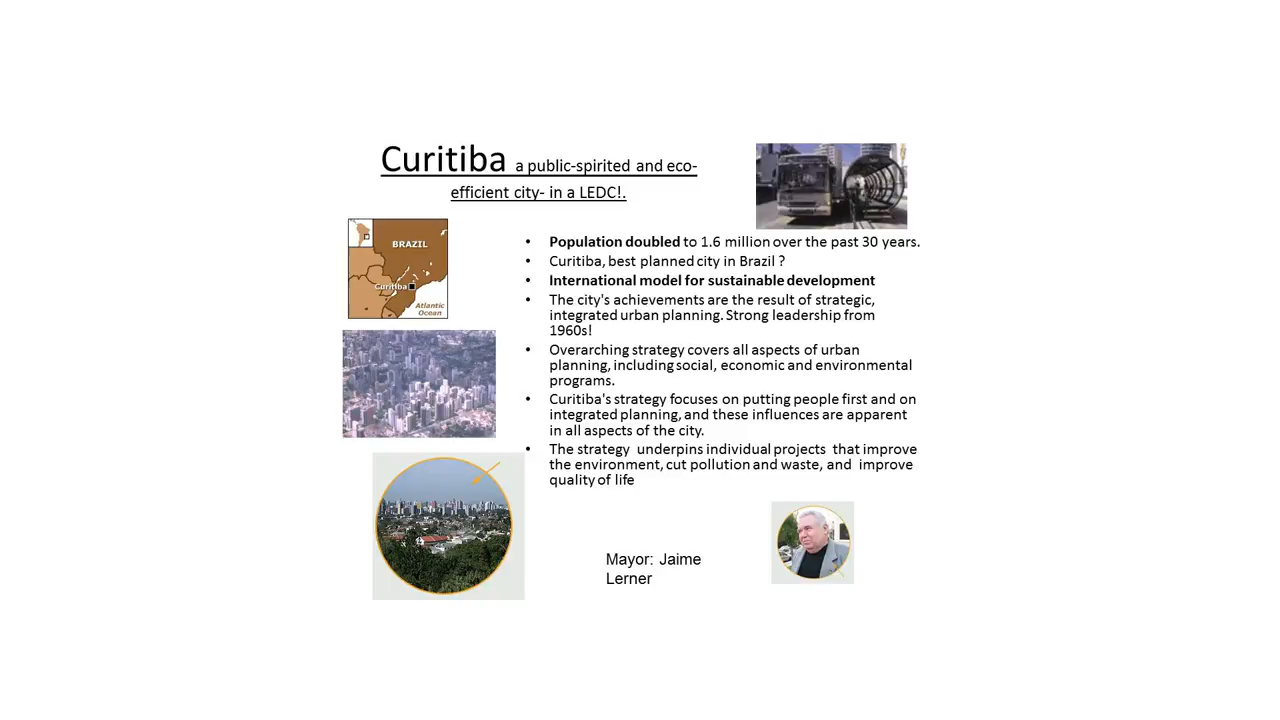 Curitiba a public-spirited and eco-
efficient city- in a LEDC!.
BRAZIL
Curitiba
Atlantic
Ocean
• Population doubled to 1.6 million over the past 30 years.
• Curitiba, best planned city in Brazil ?
• International model for sustainable development
• The city's achievements are the result of strategic,
integrated urban planning. Strong leadership from
1960s!
• Overarching strategy covers all aspects of urban
planning, including social, economic and environmental
programs.
• Curitiba's strategy focuses on putting people first and on
integrated planning, and these influences are apparent
in all aspects of the city.
• The strategy underpins individual projects that improve
the environment, cut pollution and waste, and improve
quality of life
Mayor: Jaime
Lerner